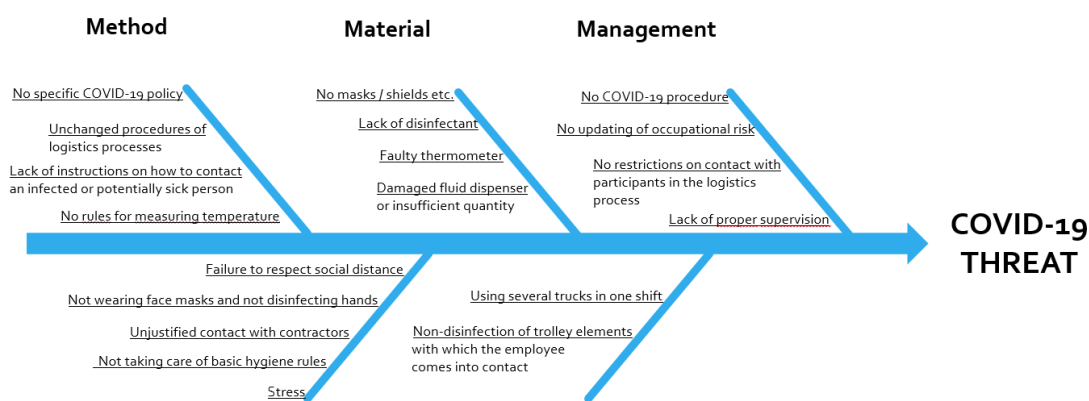 Method
Material
Management
No specific COVID-19 policy
Unchanged procedures of
logistics processes
Lack of instructions on how to contact
an infected or potentially sick person
No rules for measuring temperature
No masks / shields etc.
Lack of disinfectant
Faulty thermometer
Damaged fluid dispenser
or insufficient quantity
No COVID-19 procedure
No updating of occupational risk
No restrictions on contact with
participants in the logistics
process
Lack of proper supervision
COVID-19
THREAT
Failure to respect social distance
Not wearing face masks and not disinfecting hands
Unjustified contact with contractors
Not taking care of basic hygiene rules
Stress
Using several trucks in one shift
Non-disinfection of trolley elements
with which the employee
comes into contact